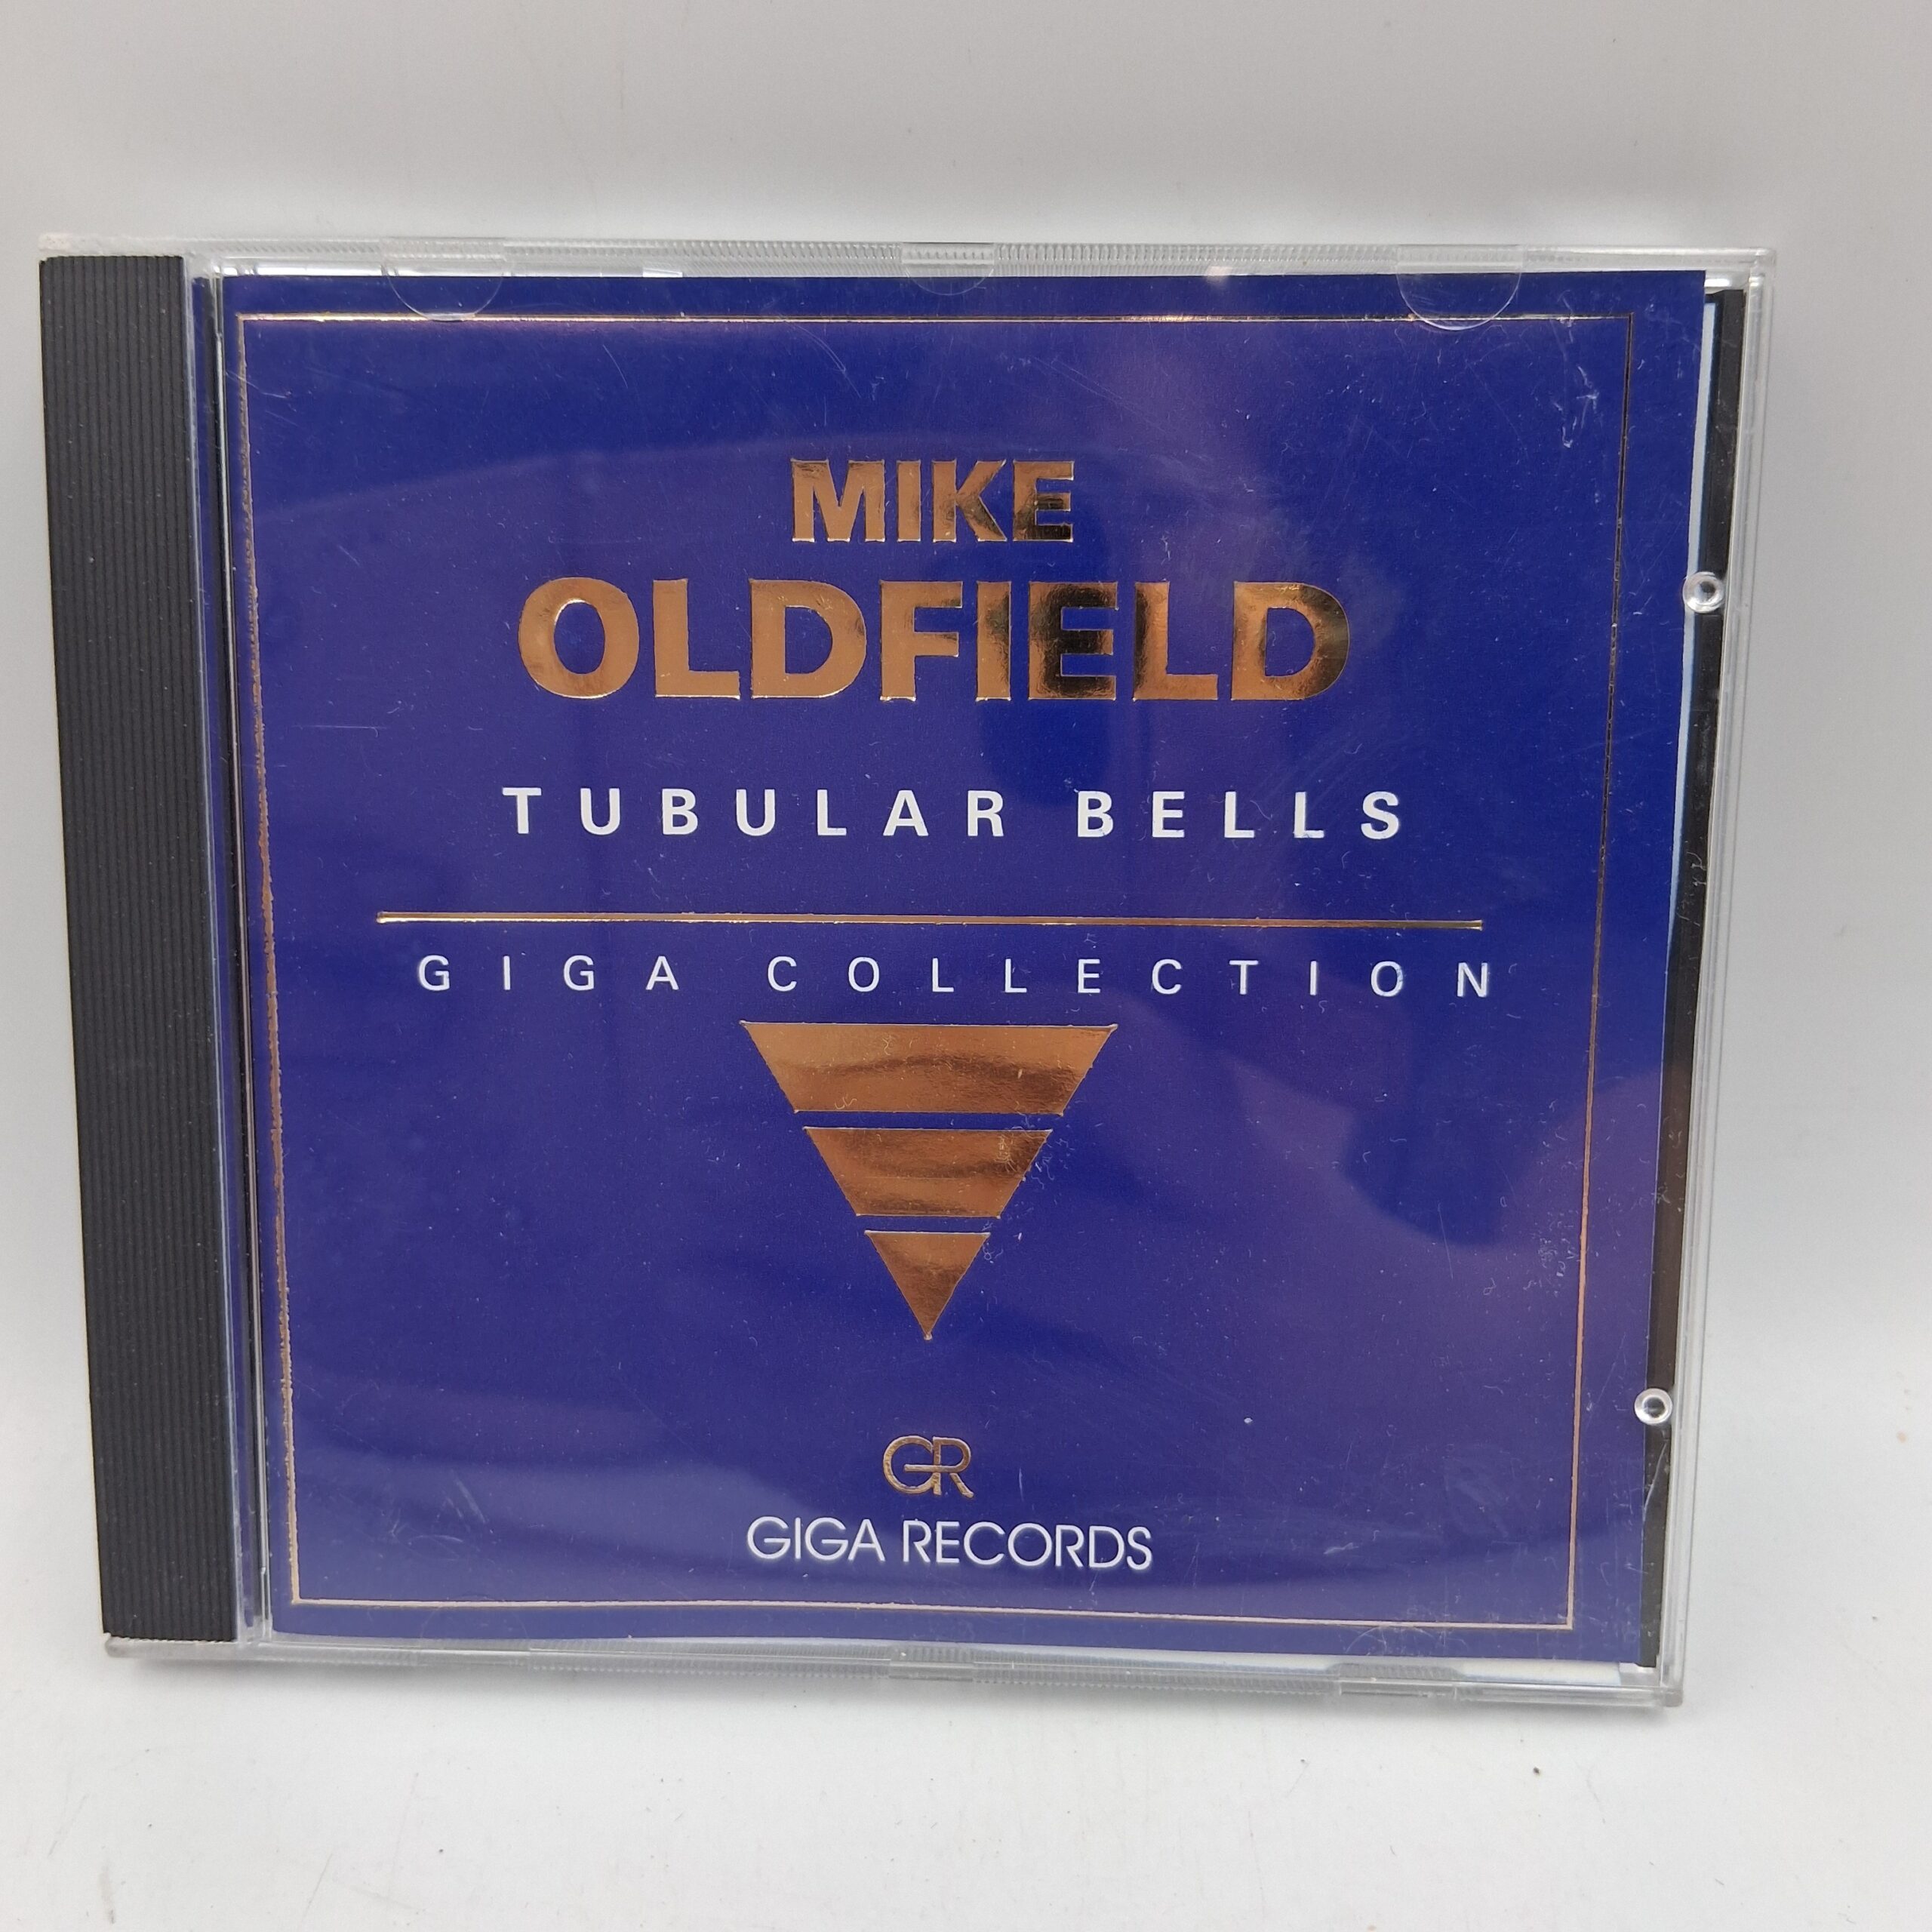 MIKE
OLDFIELD
TUBULAR BELLS
GIGA COLLECTION
GR
GIGA RECORDS